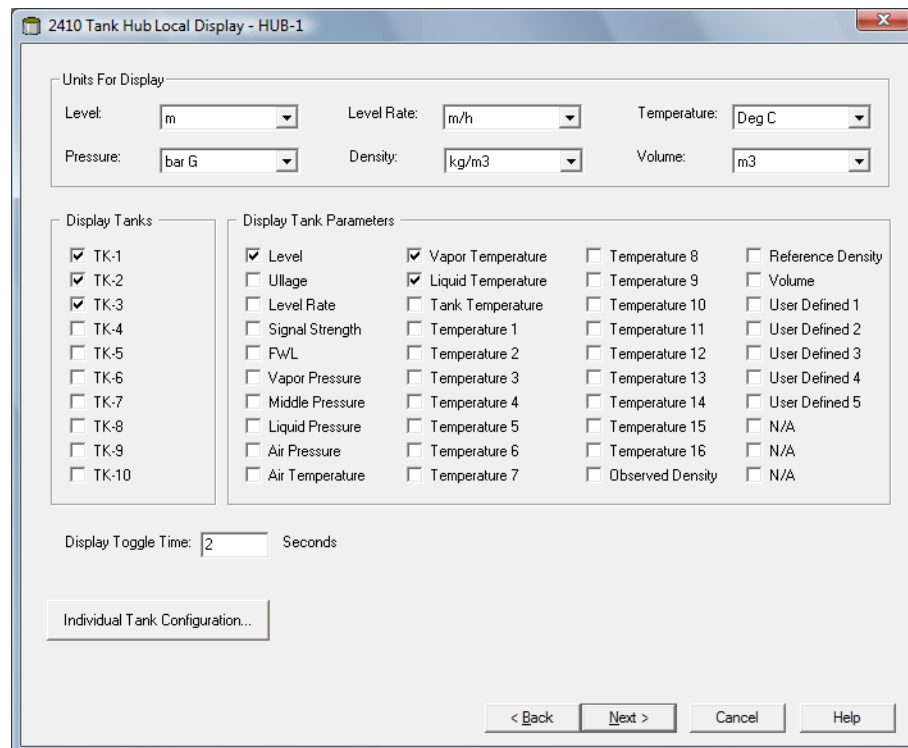 2410 Tank Hub Local Display - HUB-1
Units For Display
Level: m Level Rate: m/h Temperature: Deg C
Pressure: bar G Density: kg/m3 Volume: m3
Display Tanks Display Tank Parameters
TK-1 Level Vapor Temperature Temperature 8 Reference Density
TK-2 Ullage Liquid Temperature Temperature 9 Volume
TK-3 Level Rate Tank Temperature Temperature 10 User Defined 1
TK-4 Signal Strength Temperature 1 Temperature 11 User Defined 2
TK-5 FWL Temperature 2 Temperature 12 User Defined 3
TK-6 Vapor Pressure Temperature 3 Temperature 13 User Defined 4
TK-7 Middle Pressure Temperature 4 Temperature 14 User Defined 5
TK-8 Liquid Pressure Temperature 5 Temperature 15 N/A
TK-9 Air Pressure Temperature 6 Temperature 16 N/A
TK-10 Air Temperature Temperature 7 Observed Density N/A
Display Toggle Time: 2 Seconds
Individual Tank Configuration...
< Back Next > Cancel Help